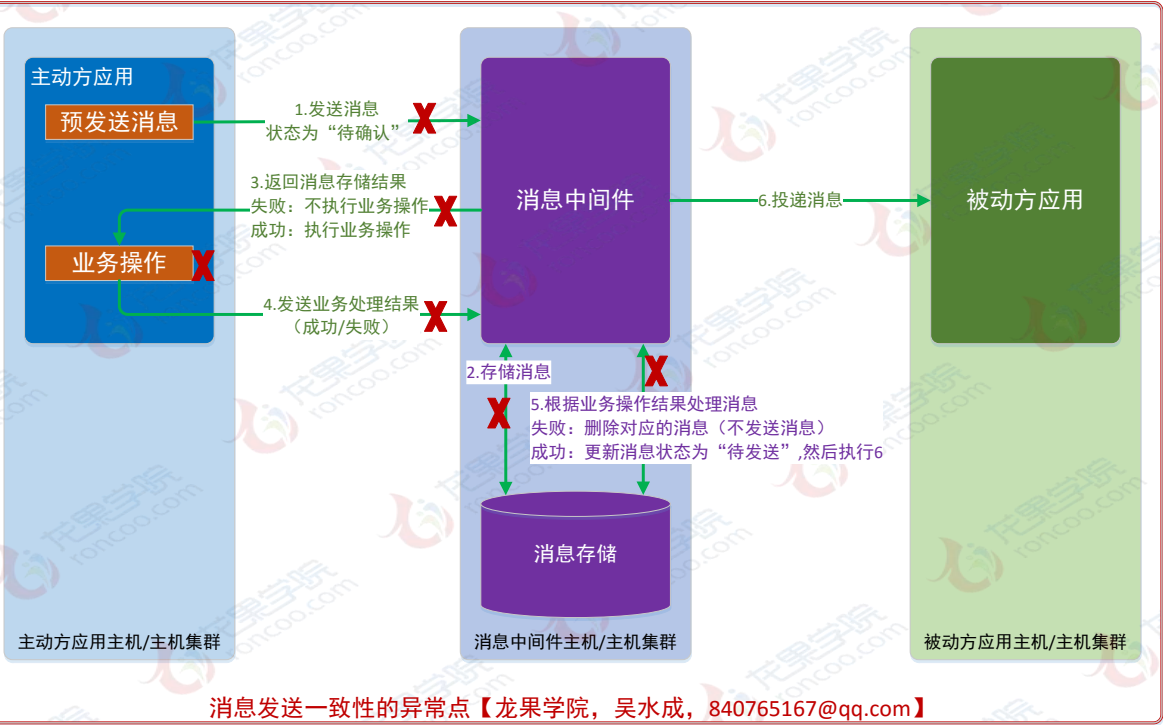 主动方应用
预发送消息
1.发送消息
状态为“待确认”
3.返回消息存储结果
失败：不执行业务操作
成功：执行业务操作
业务操作
4.发送业务处理结果
（成功/失败）
消息中间件
6.投递消息
被动方应用
2.存储消息
5.根据业务操作结果处理消息
失败：删除对应的消息（不发送消息）
成功：更新消息状态为“待发送”,然后执行6
消息存储
主动方应用主机/主机集群
消息中间件主机/主机集群
被动方应用主机/主机集群
消息发送一致性的异常点【龙果学院，吴水成，840765167@qq.com】
龙果学院
roncoo.com